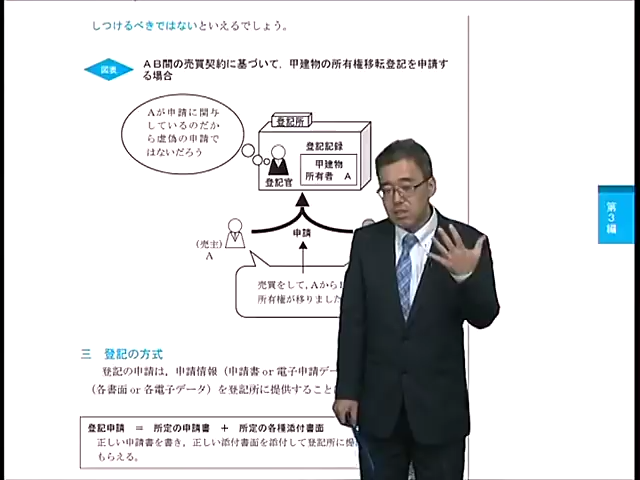 しつけるべきではないといえるでしょう。
図表
ＡＢ間の売買契約に基づいて，甲建物の所有権移転登記を申請す
る場合
Ａが申請に関与
しているのだか
ら虚偽の申請で
はないだろう
登記所
登記記録
甲建物
所有者 Ａ
登記官
申請
（売主）
Ａ
売買をして，Ａから
所有権が移りました
第３編
三 登記の方式
登記の申請は，申請情報（申請書 or 電子申請デー
（各書面 or 各電子データ）を登記所に提供すること
登記申請 ＝ 所定の申請書 ＋ 所定の各種添付書面
正しい申請書を書き，正しい添付書面を添付して登記所に提
もらえる。